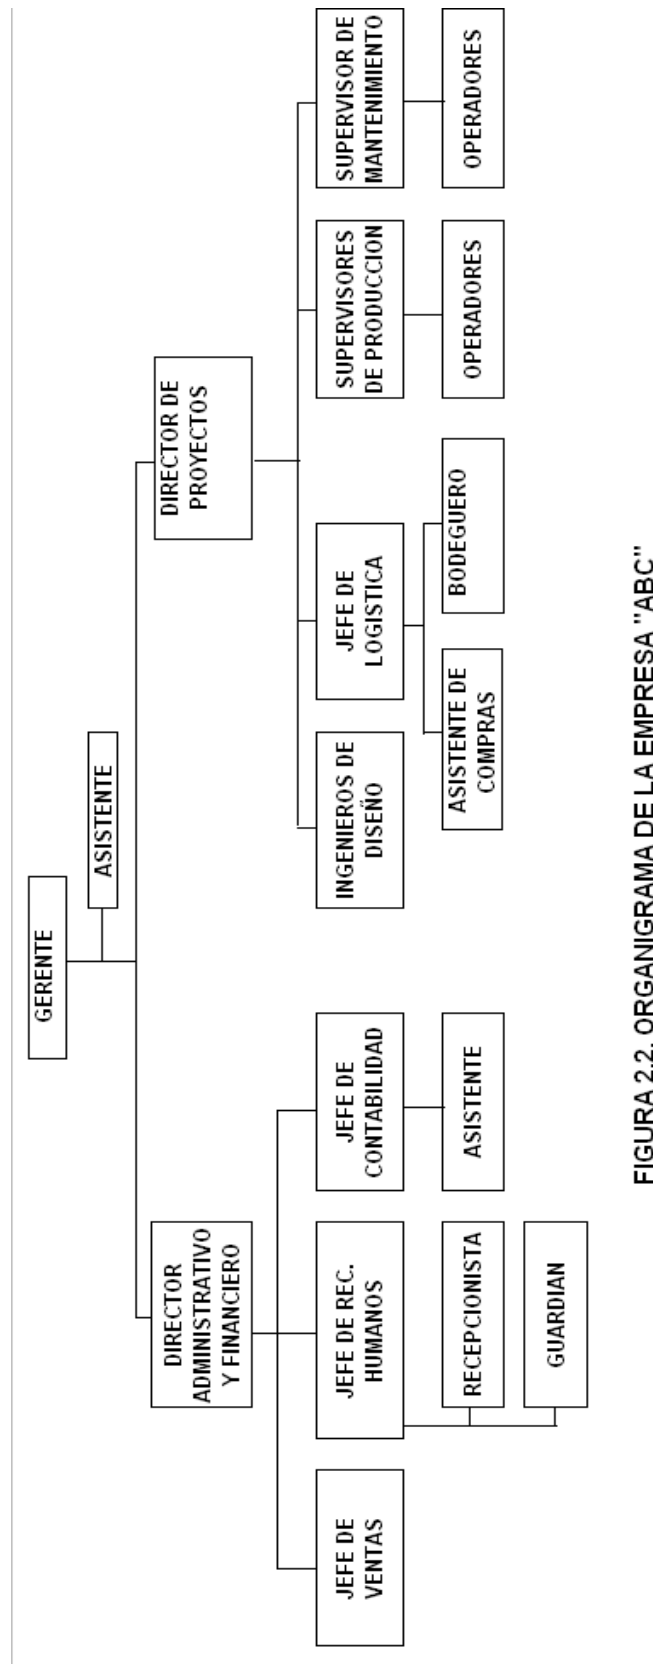 GERENTE
ASISTENTE
DIRECTOR
ADMINISTRATIVO
Y FINANCIERO
DIRECTOR DE
PROYECTOS
JEFE DE
VENTAS
JEFE DE REC.
HUMANOS
JEFE DE
CONTABILIDAD
INGENIEROS DE
DISEÑO
JEFE DE
LOGISTICA
SUPERVISORES
DE PRODUCCION
SUPERVISOR DE
MANTENIMIENTO
RECEPCIONISTA
ASISTENTE
ASISTENTE DE
COMPRAS
BODEGUERO
OPERADORES
OPERADORES
GUARDIAN
FIGURA 2.2. ORGANIGRAMA DE LA EMPRESA "ABC"